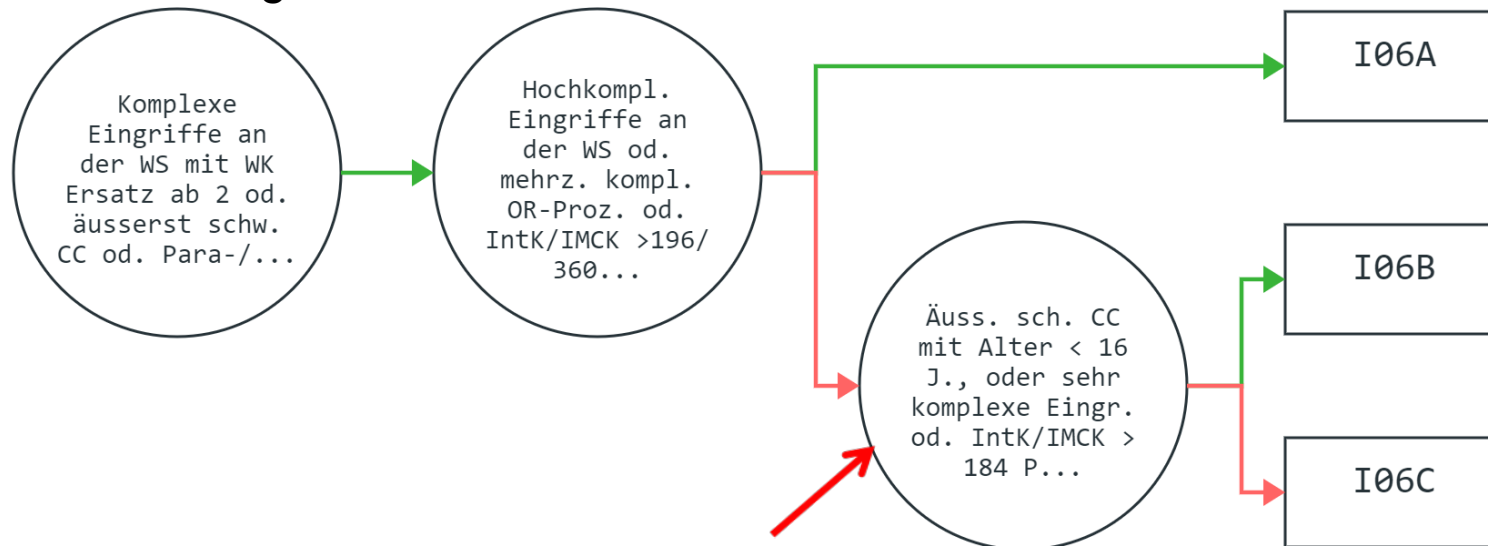 Komplexe
Eingriffe an
der WS mit WK
Ersatz ab 2 od.
äusserst schw.
CC od. Para-/...
Hochkompl.
Eingriffe an
der WS od.
mehrz. kompl.
OR-Proz. od.
IntK/IMCK >196/
360...
I06A
Äuss. sch. CC
mit Alter < 16
J., oder sehr
komplexe Eingr.
od. IntK/IMCK >
184 P...
I06B
I06C